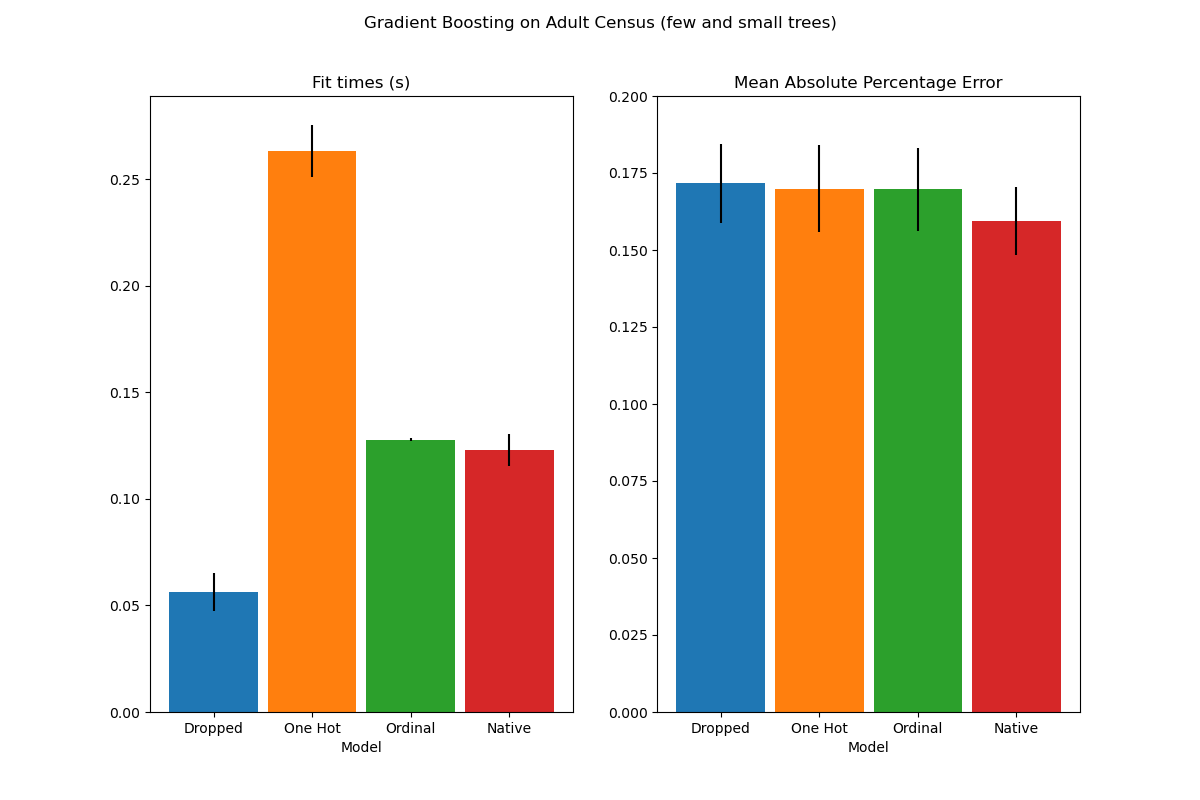 Gradient Boosting on Adult Census (few and small trees)
Fit times (s)
0.25
0.20
0.15
0.10
0.05
0.00
Dropped One Hot Ordinal Native
Model
Mean Absolute Percentage Error
0.200
0.175
0.150
0.125
0.100
0.075
0.050
0.025
0.000
Dropped One Hot Ordinal Native
Model